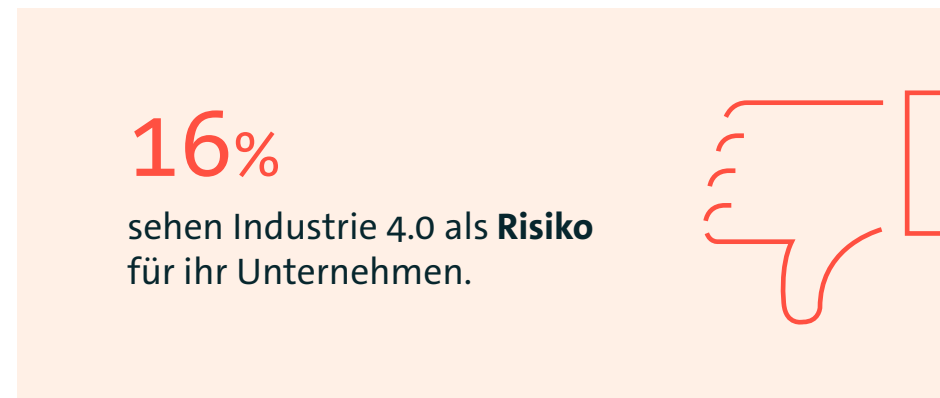 16%
sehen Industrie 4.0 als Risiko
für ihr Unternehmen.